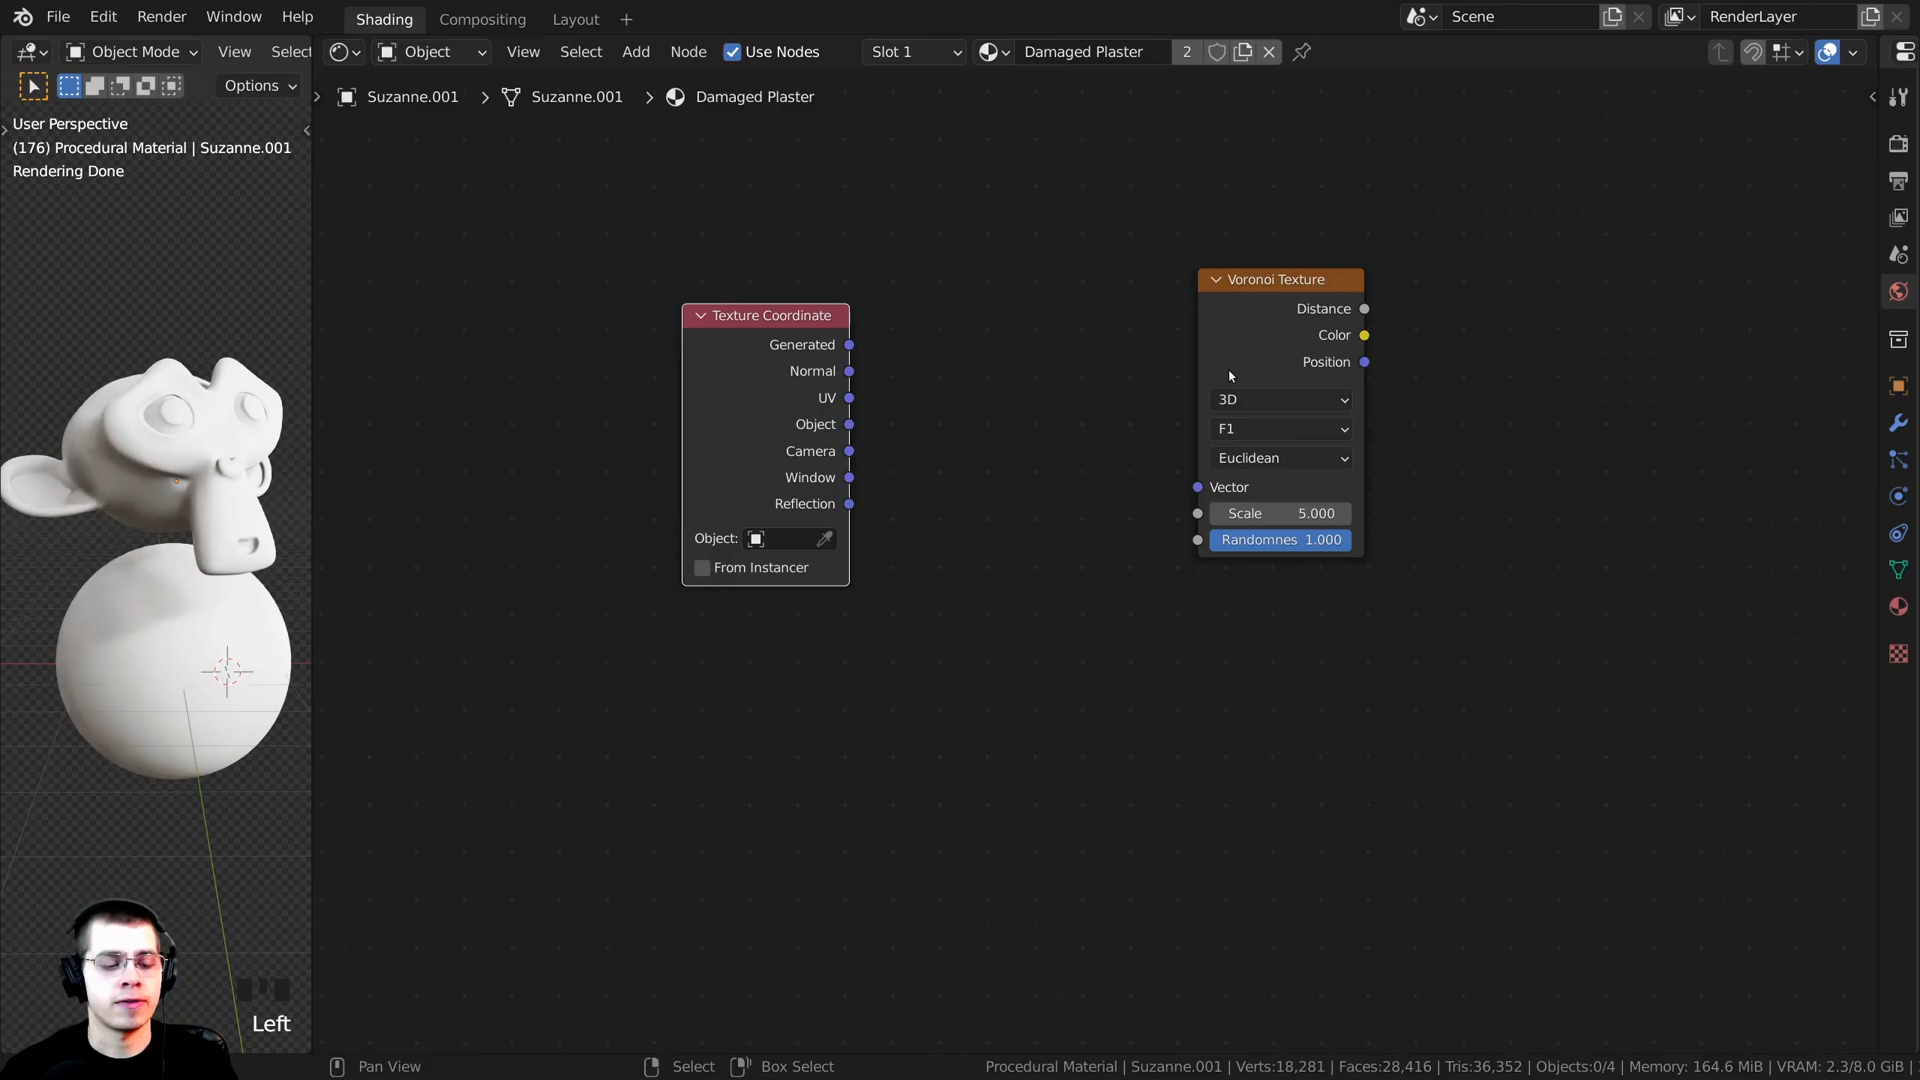 File Edit Render Window Help Shading Compositing Layout + Scene RenderLayer
Object Mode View Select Object View Select Add Node Use Nodes Slot 1 Damaged Plaster 2
Options
Suzanne.001 > Suzanne.001 > Damaged Plaster
User Perspective
(176) Procedural Material | Suzanne.001
Rendering Done
Texture Coordinate
Generated
Normal
UV
Object
Camera
Window
Reflection
Object:
From Instancer
Voronoi Texture
Distance
Color
Position
3D
F1
Euclidean
Vector
Scale 5.000
Randomnes 1.000
Left
Pan View Select Box Select Procedural Material | Suzanne.001 | Verts:18,281 | Faces:28,416 | Tris:36,352 | Objects:0/4 | Memory: 164.6 MiB | VRAM: 2.3/8.0 GiB |